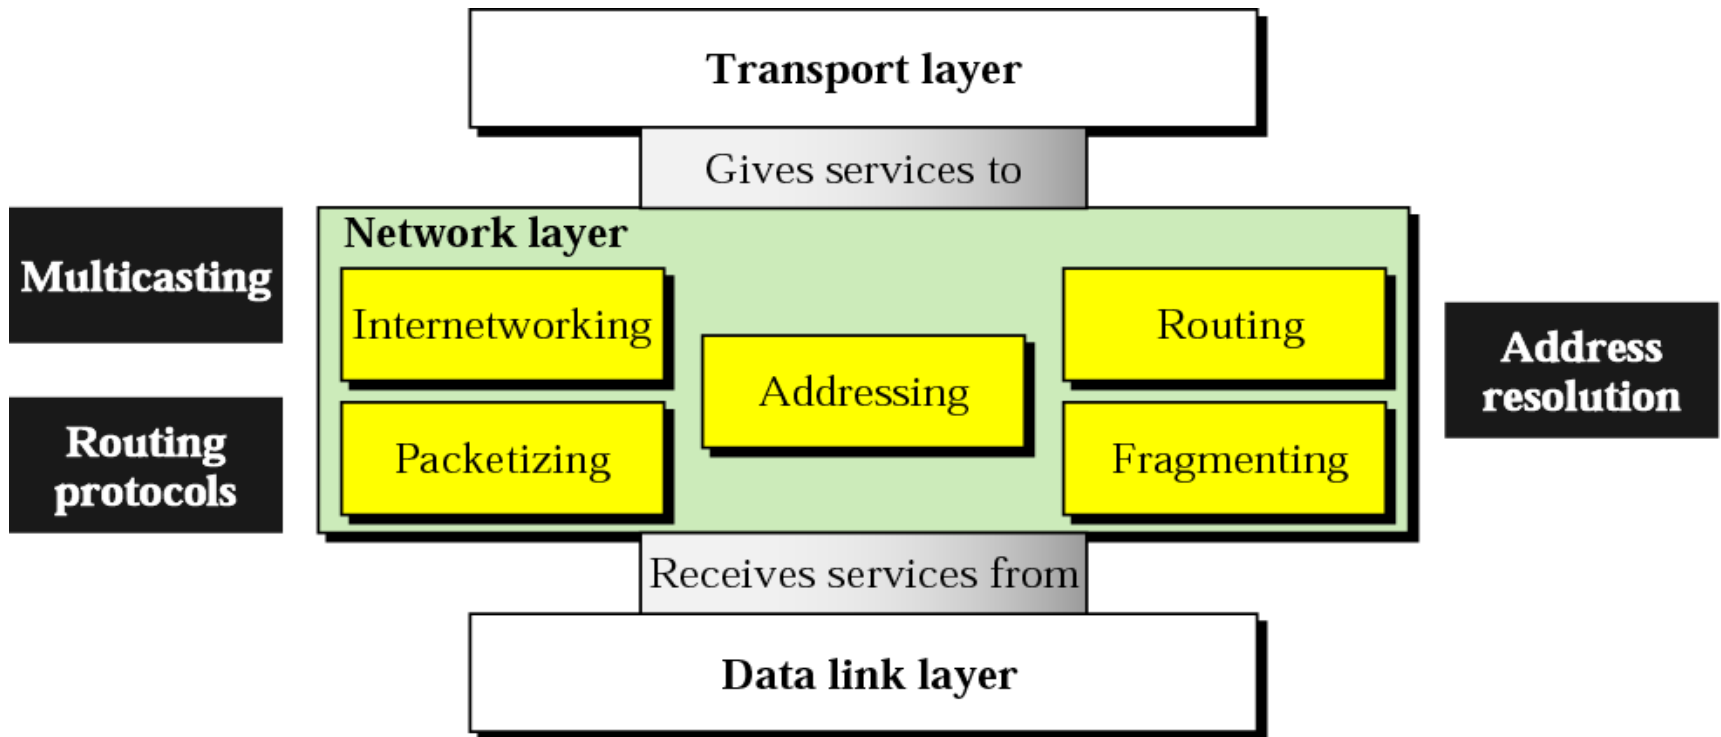 Transport layer
Gives services to
Network layer
Multicasting
Internetworking
Routing
Addressing
Address
resolution
Routing
protocols
Packetizing
Fragmenting
Receives services from
Data link layer